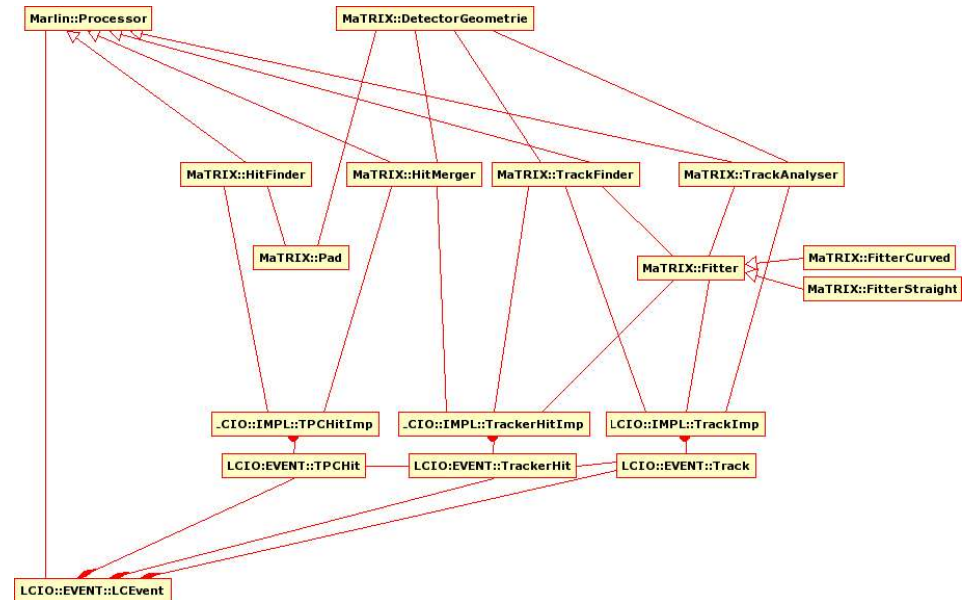 Marlin::Processor
MaTRIX::DetectorGeometrie
MaTRIX::HitFinder
MaTRIX::HitMerger
MaTRIX::TrackFinder
MaTRIX::TrackAnalyser
MaTRIX::Pad
MaTRIX::Fitter
MaTRIX::FitterCurved
MaTRIX::FitterStraight
LCIO::IMPL::TPCHitImp
LCIO::IMPL::TrackerHitImp
LCIO::IMPL::TrackImp
LCIO:EVENT::TPCHit
LCIO:EVENT::TrackerHit
LCIO::EVENT::Track
LCIO::EVENT::LCEvent